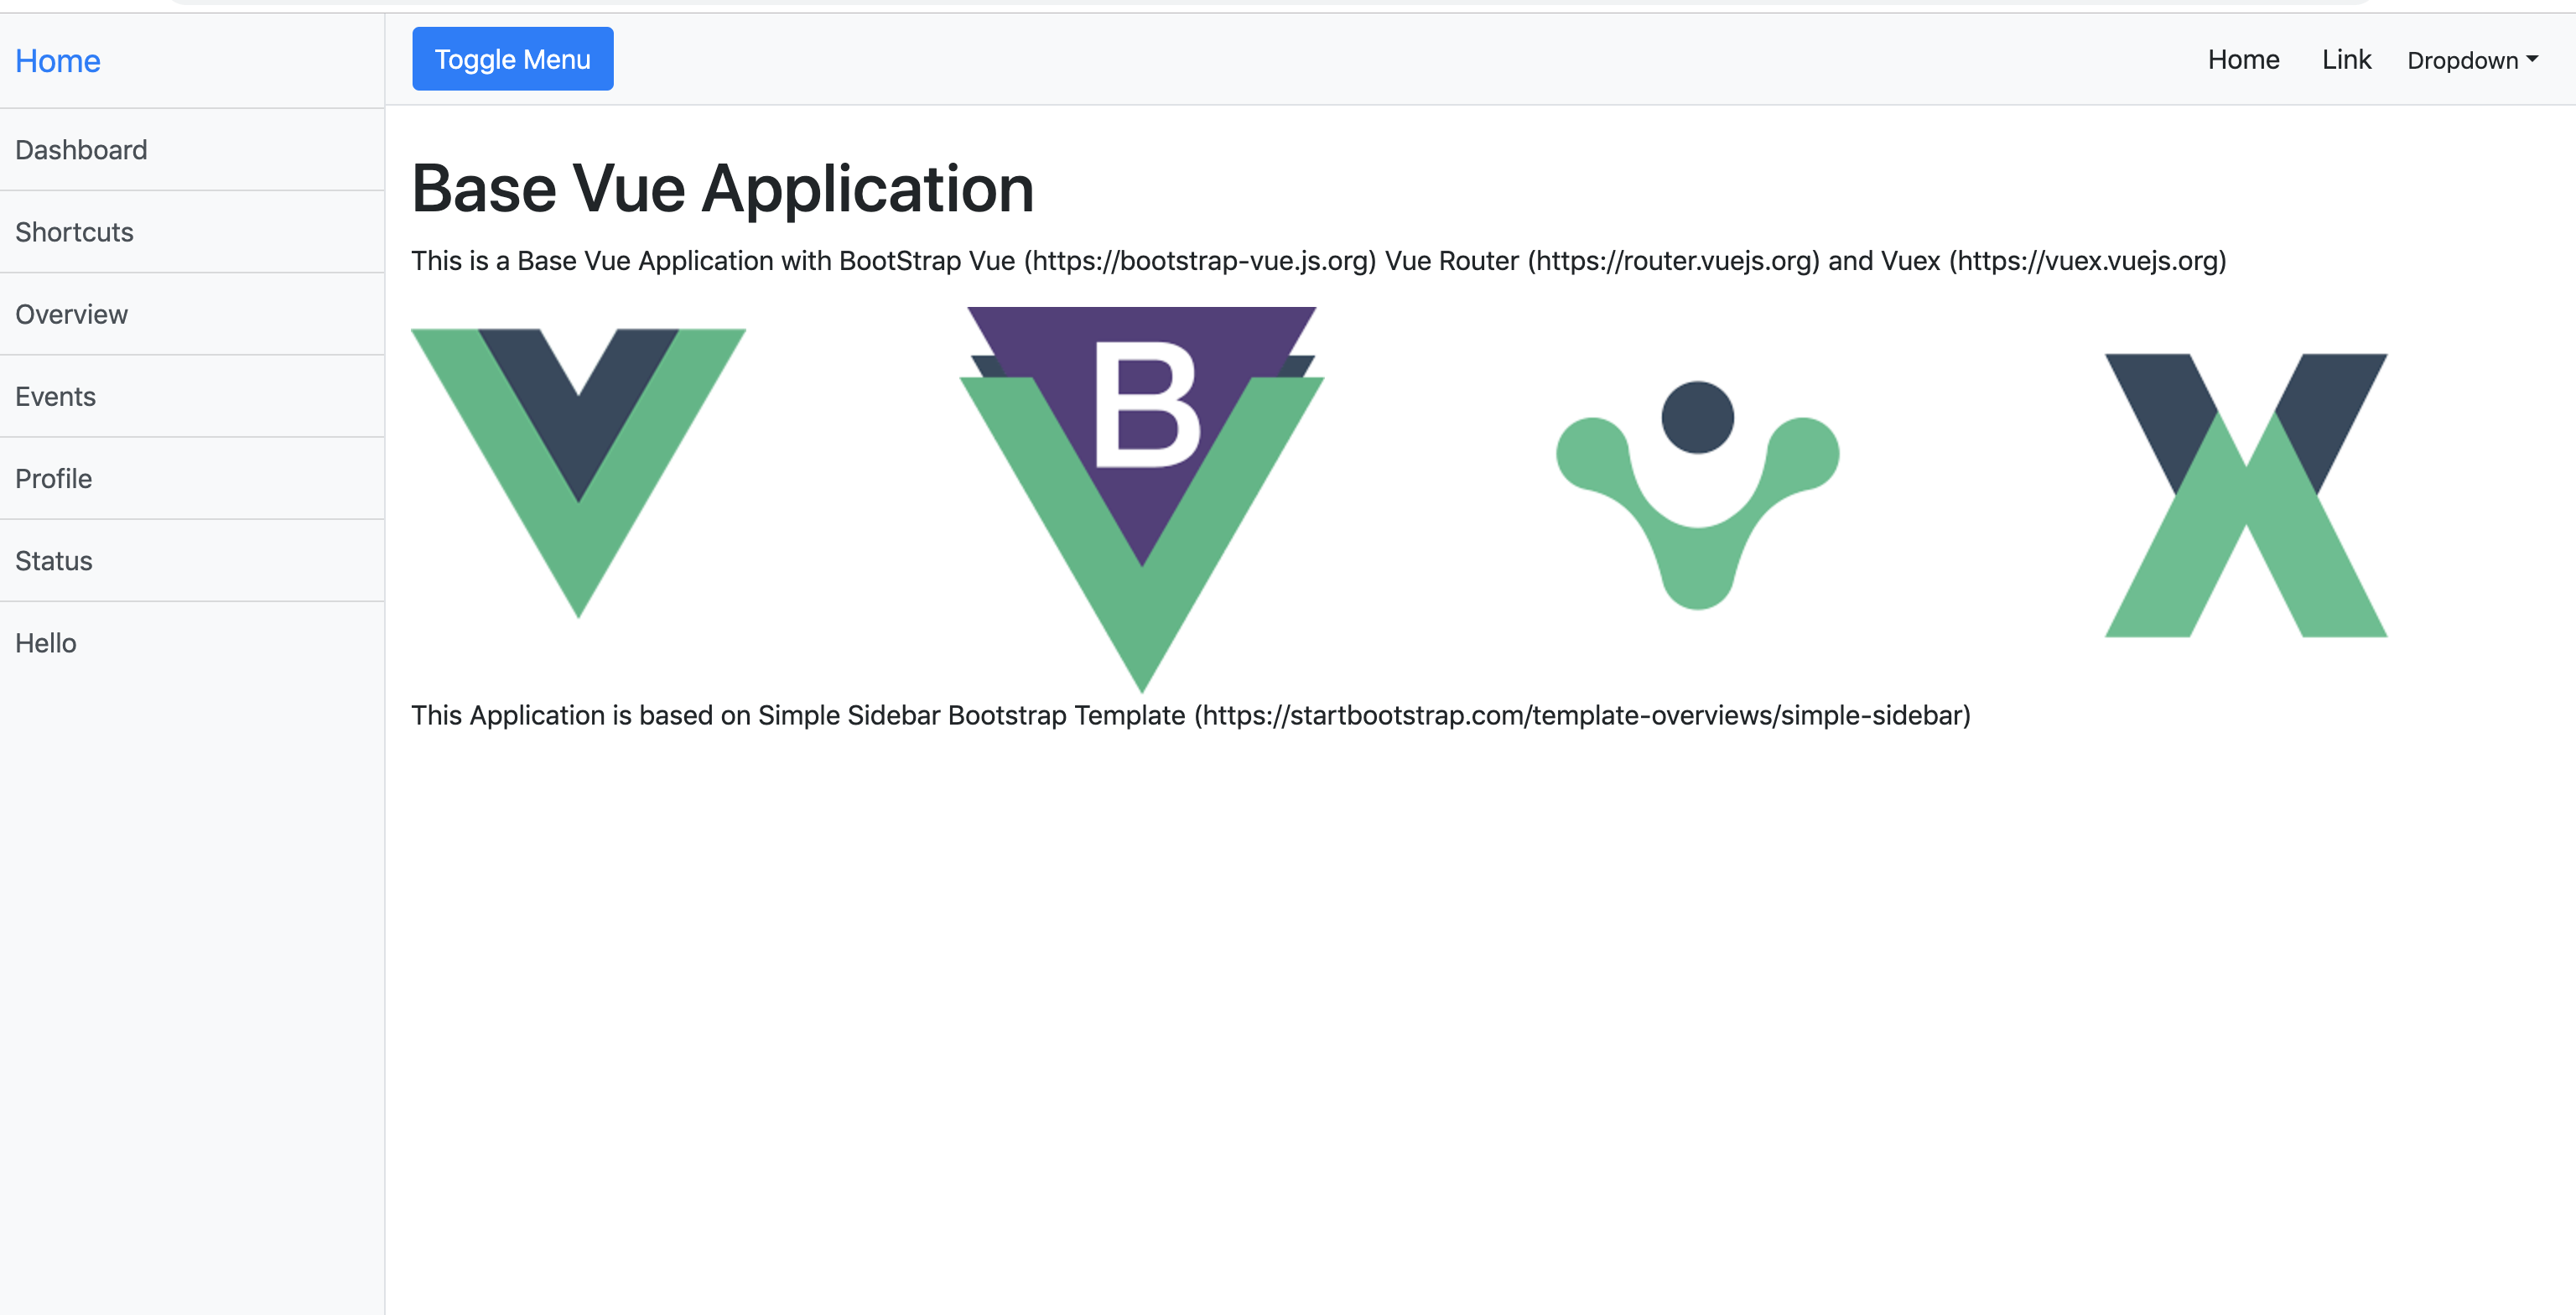 Home
Toggle Menu
Home Link Dropdown
Dashboard
Shortcuts
Overview
Events
Profile
Status
Hello
Base Vue Application
This is a Base Vue Application with BootStrap Vue (https://bootstrap-vue.js.org) Vue Router (https://router.vuejs.org) and Vuex (https://vuex.vuejs.org)
B
This Application is based on Simple Sidebar Bootstrap Template (https://startbootstrap.com/template-overviews/simple-sidebar)